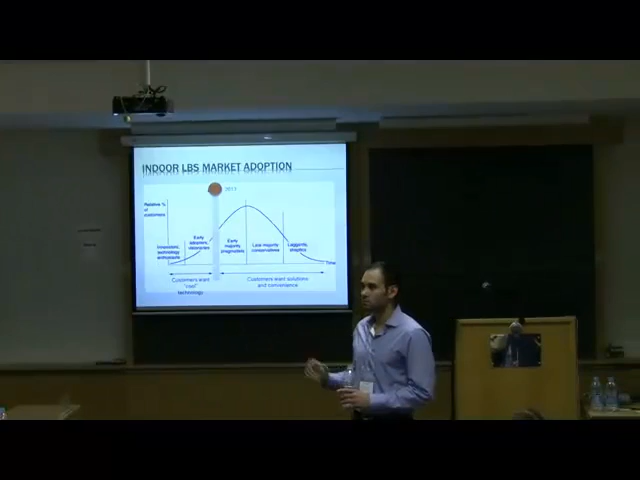 INDOOR LBS MARKET ADOPTION
2013
Relative %
of
customers
Innovators,
technology
enthusiasts
Early
adopters,
visionaries
Early
majority
pragmatists
Late majority
conservatives
Laggards,
skeptics
Time
Customers want
"cool"
technology
Customers want solutions
and convenience